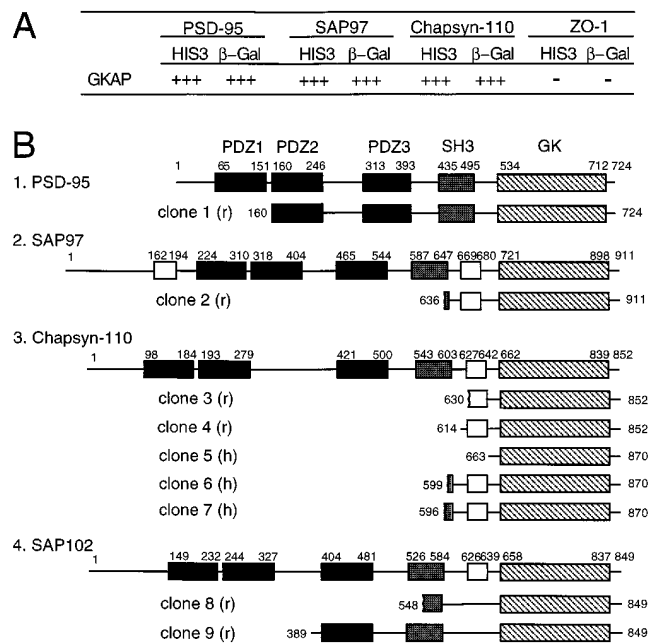 A
PSD-95 SAP97 Chapsyn-110 ZO-1
HIS3 β-Gal HIS3 β-Gal HIS3 β-Gal HIS3 β-Gal
GKAP +++ +++ +++ +++ +++ +++ - -
B
PDZ1 PDZ2 PDZ3 SH3 GK
1 65 151 160 246 313 393 435 495 534 712 724
1. PSD-95
clone 1 (r) 160 724
2. SAP97
1 162 194 224 310 318 404 465 544 587 647 669 680 721 898 911
clone 2 (r) 636 911
3. Chapsyn-110
1 98 184 193 279 421 500 543 603 627 642 662 839 852
clone 3 (r) 630 852
clone 4 (r) 614 852
clone 5 (h) 663 870
clone 6 (h) 599 870
clone 7 (h) 596 870
4. SAP102
1 149 232 244 327 404 481 526 584 626 639 658 837 849
clone 8 (r) 548 849
clone 9 (r) 389 849